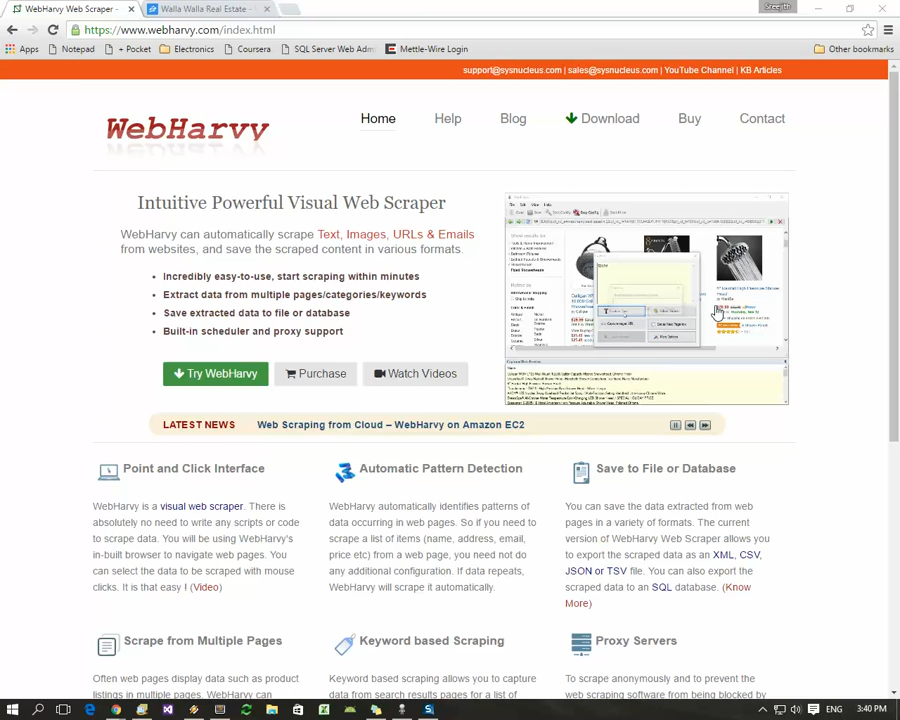 WebHarvy Web Scraper -
Walla Walla Real Estate -
Sreejith
https://www.webharvy.com/index.html
Apps Notepad + Pocket Electronics Coursera SQL Server Web Adm Mettle-Wire Login Other bookmarks
support@sysnucleus.com | sales@sysnucleus.com | YouTube Channel | KB Articles
WebHarvy
Home Help Blog Download Buy Contact
Intuitive Powerful Visual Web Scraper
WebHarvy can automatically scrape Text, Images, URLs & Emails
from websites, and save the scraped content in various formats.
• Incredibly easy-to-use, start scraping within minutes
• Extract data from multiple pages/categories/keywords
• Save extracted data to file or database
• Built-in scheduler and proxy support
Try WebHarvy Purchase Watch Videos
LATEST NEWS Web Scraping from Cloud – WebHarvy on Amazon EC2
Point and Click Interface
WebHarvy is a visual web scraper. There is
absolutely no need to write any scripts or code
to scrape data. You will be using WebHarvy's
in-built browser to navigate web pages. You
can select the data to be scraped with mouse
clicks. It is that easy ! (Video)
Automatic Pattern Detection
WebHarvy automatically identifies patterns of
data occurring in web pages. So if you need to
scrape a list of items (name, address, email,
price etc) from a web page, you need not do
any additional configuration. If data repeats,
WebHarvy will scrape it automatically.
Save to File or Database
You can save the data extracted from web
pages in a variety of formats. The current
version of WebHarvy Web Scraper allows you
to export the scraped data as an XML, CSV,
JSON or TSV file. You can also export the
scraped data to an SQL database. (Know
More)
Scrape from Multiple Pages
Often web pages display data such as product
listings in multiple pages. WebHarvy can
Keyword based Scraping
Keyword based scraping allows you to capture
data from search results pages for a list of
Proxy Servers
To scrape anonymously and to prevent the
web scraping software from being blocked by
ENG 3:40 PM